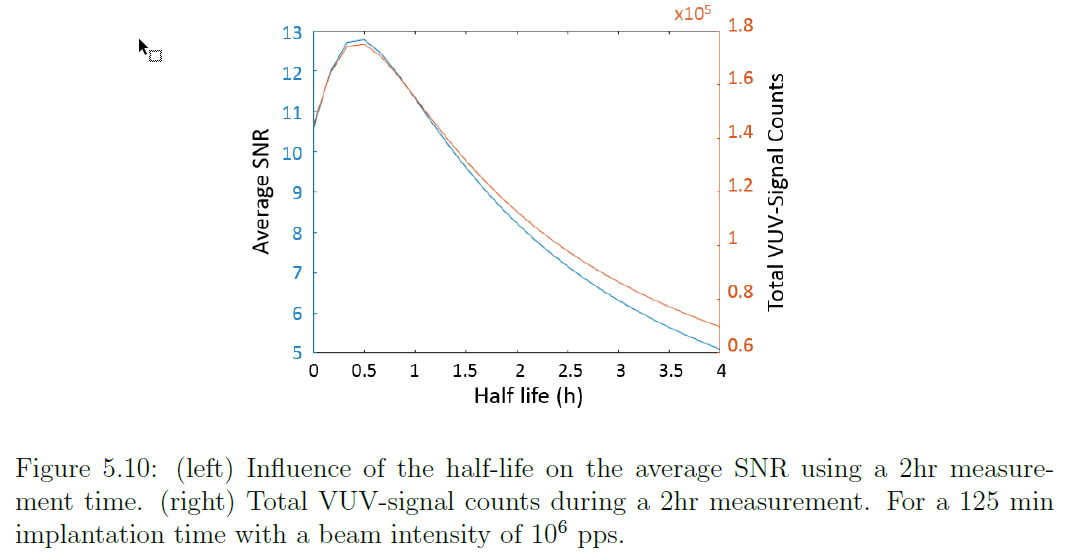 x10⁵
1.8
13
12
11
10
9
8
7
6
5
Average SNR
1.6
1.4
1.2
1
0.8
0.6
Total VUV-Signal Counts
0 0.5 1 1.5 2 2.5 3 3.5 4
Half life (h)
Figure 5.10: (left) Influence of the half-life on the average SNR using a 2hr measure-
ment time. (right) Total VUV-signal counts during a 2hr measurement. For a 125 min
implantation time with a beam intensity of 10⁶ pps.